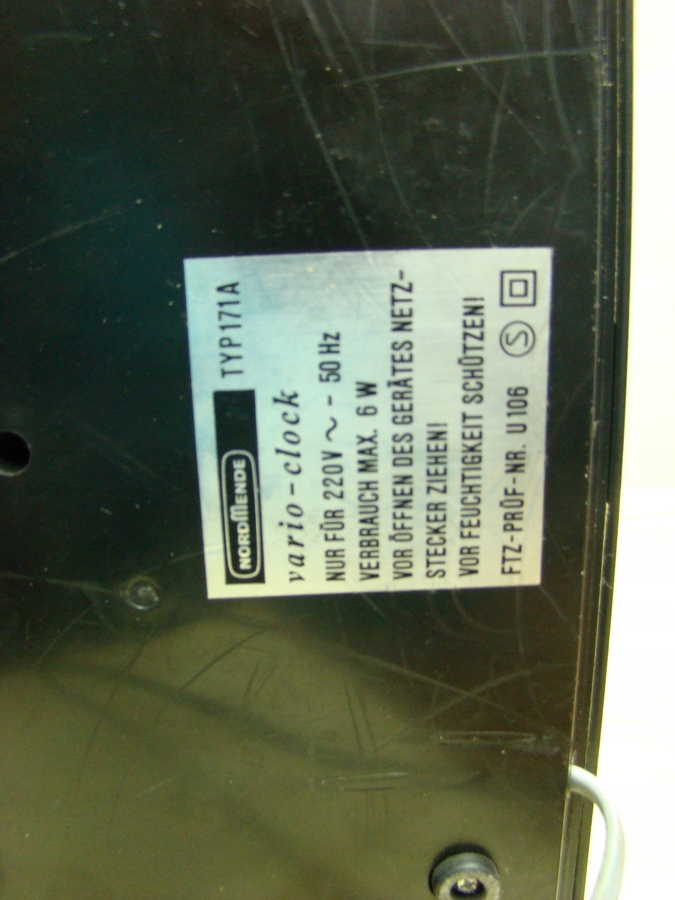 NORDMENDE TYP 171A
vario-clock
NUR FÜR 220V ~ - 50 Hz
VERBRAUCH MAX. 6 W
VOR ÖFFNEN DES GERÄTES NETZ-
STECKER ZIEHEN!
VOR FEUCHTIGKEIT SCHÜTZEN!
FTZ-PRÜF-NR. U 106 S